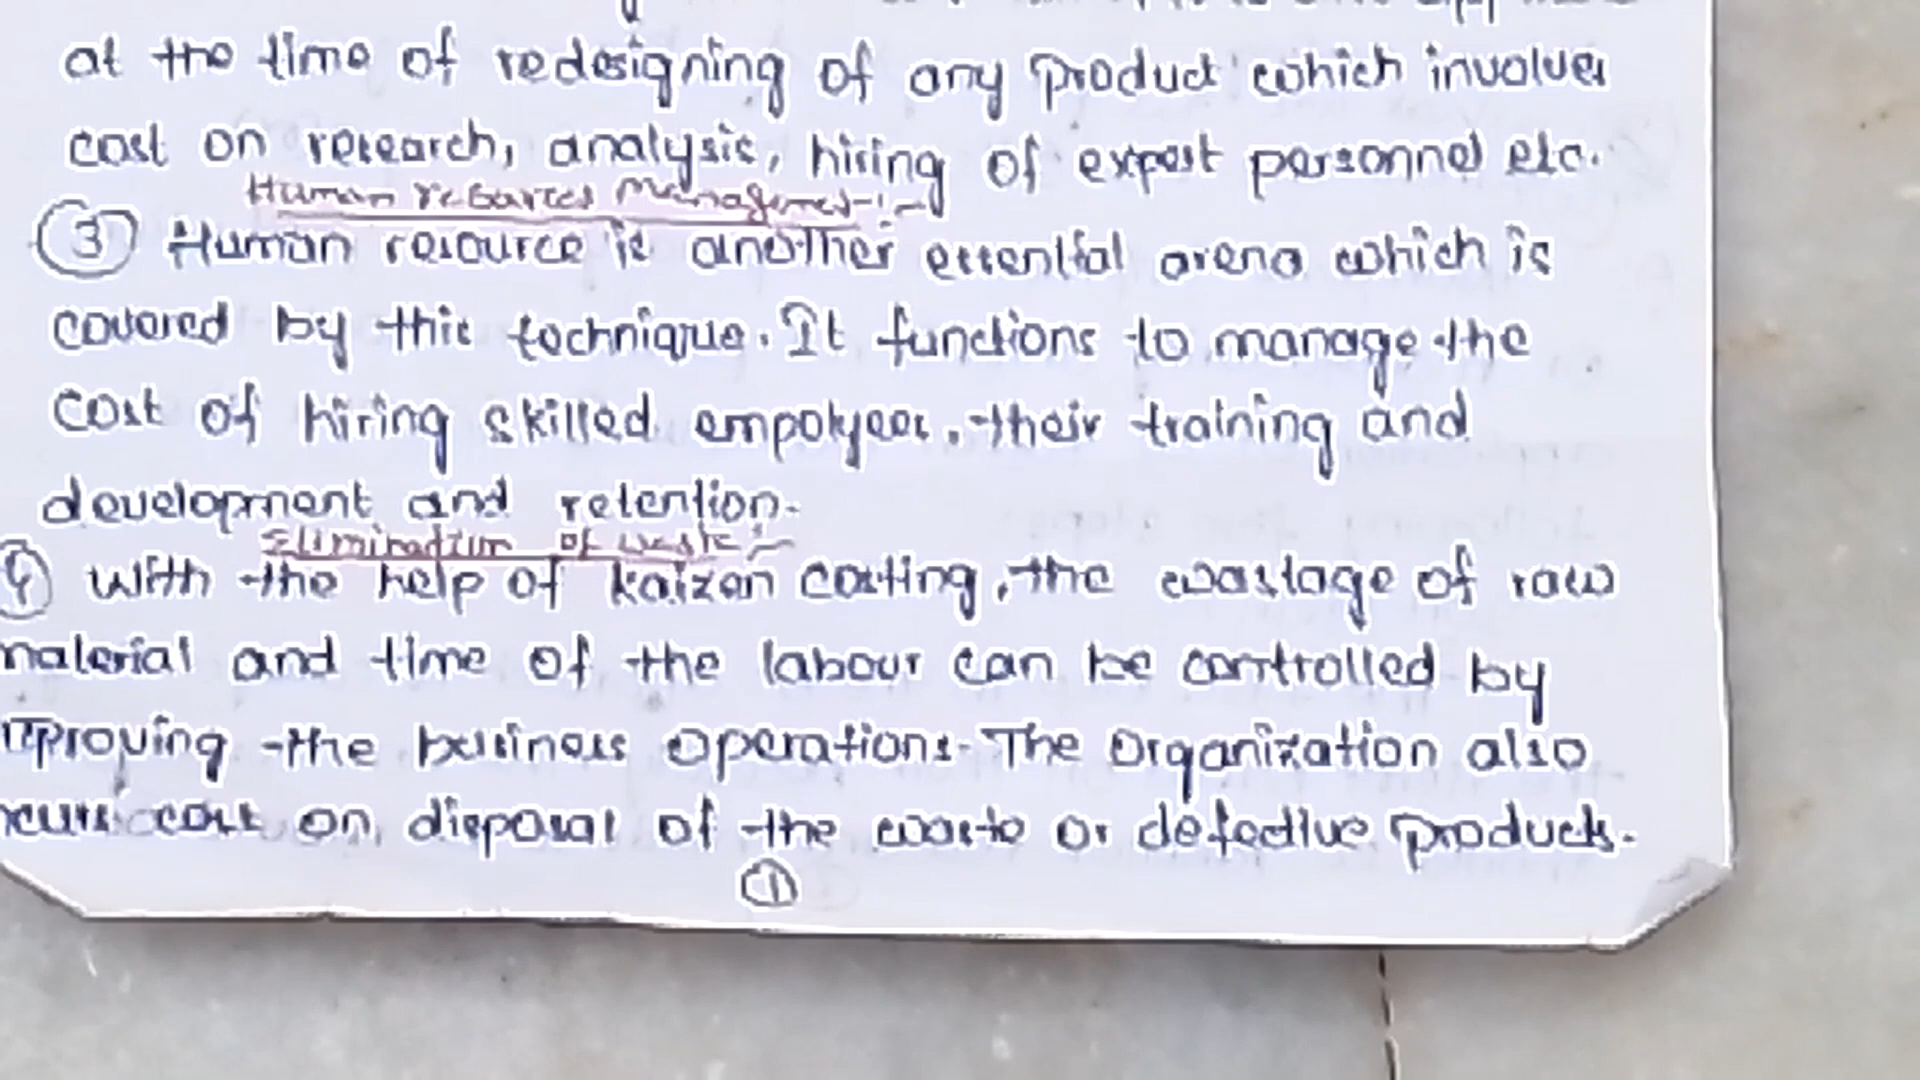 at the time of redesigning of any product which involves
cost on research, analysis, hiring of expert personnel etc.
Human resources Management:-
③ Human resource is another essential arena which is
covered by this technique. It functions to manage the
cost of hiring skilled empolyees, their training and
development and retention.
Elimination of waste:-
④ with the help of kaizen costing, the wastage of raw
material and time of the labour can be controlled by
improving the business operations. The organization also
incurs cost on disposal of the waste or defective products.
①